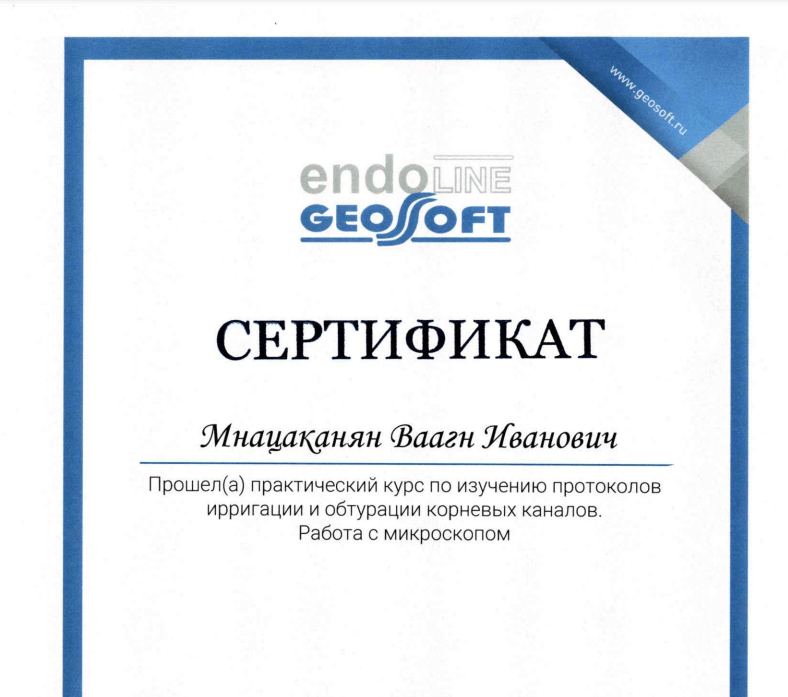 www.geosoft.ru
endoLINE
GEOSOFT
СЕРТИФИКАТ
Мнацаканян Ваагн Иванович
Прошел(а) практический курс по изучению протоколов
ирригации и обтурации корневых каналов.
Работа с микроскопом